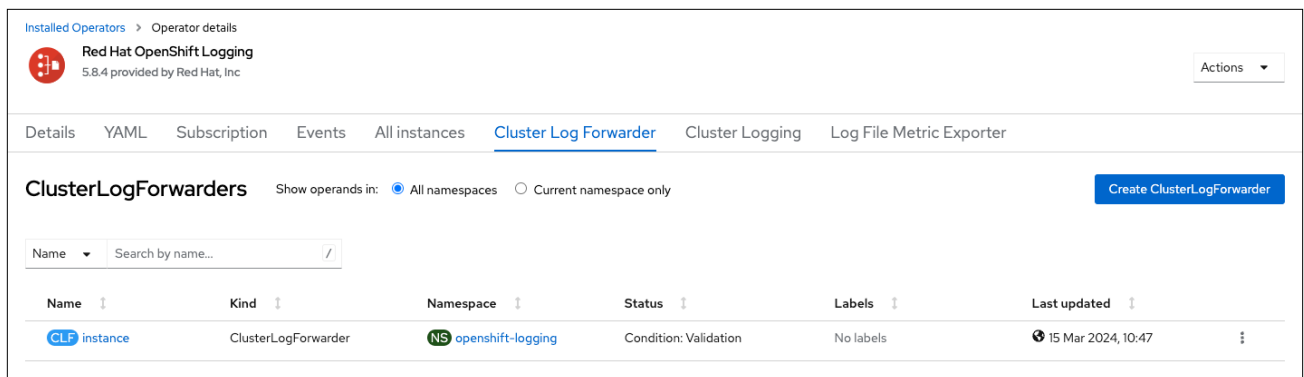 Installed Operators > Operator details
Red Hat OpenShift Logging
5.8.4 provided by Red Hat, Inc
Actions
Details YAML Subscription Events All instances Cluster Log Forwarder Cluster Logging Log File Metric Exporter
ClusterLogForwarders Show operands in: All namespaces Current namespace only Create ClusterLogForwarder
Name Search by name... /
Name Kind Namespace Status Labels Last updated
CLF instance ClusterLogForwarder NS openshift-logging Condition: Validation No labels 15 Mar 2024, 10:47